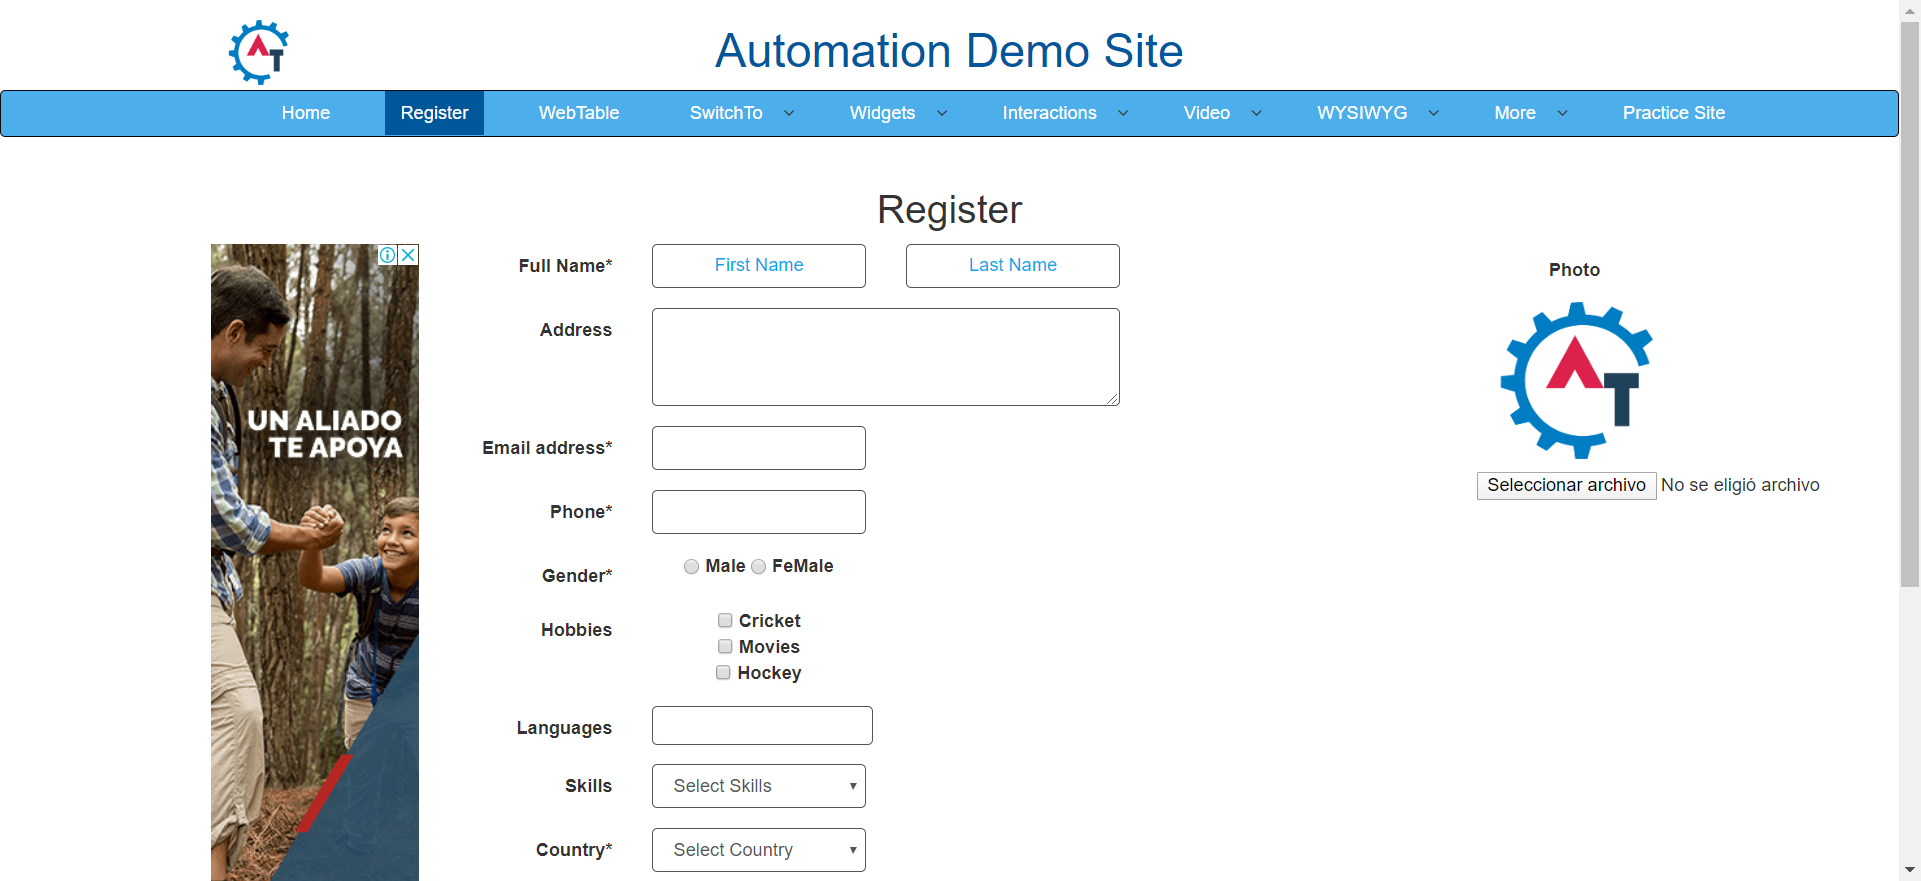 AT
Automation Demo Site
Home Register WebTable SwitchTo Widgets Interactions Video WYSIWYG More Practice Site
Register
Full Name* First Name Last Name
Photo
Address
AT
UN ALIADO
TE APOYA
Email address*
Seleccionar archivo No se eligió archivo
Phone*
Gender* Male FeMale
Hobbies Cricket
Movies
Hockey
Languages
Skills Select Skills
Country* Select Country